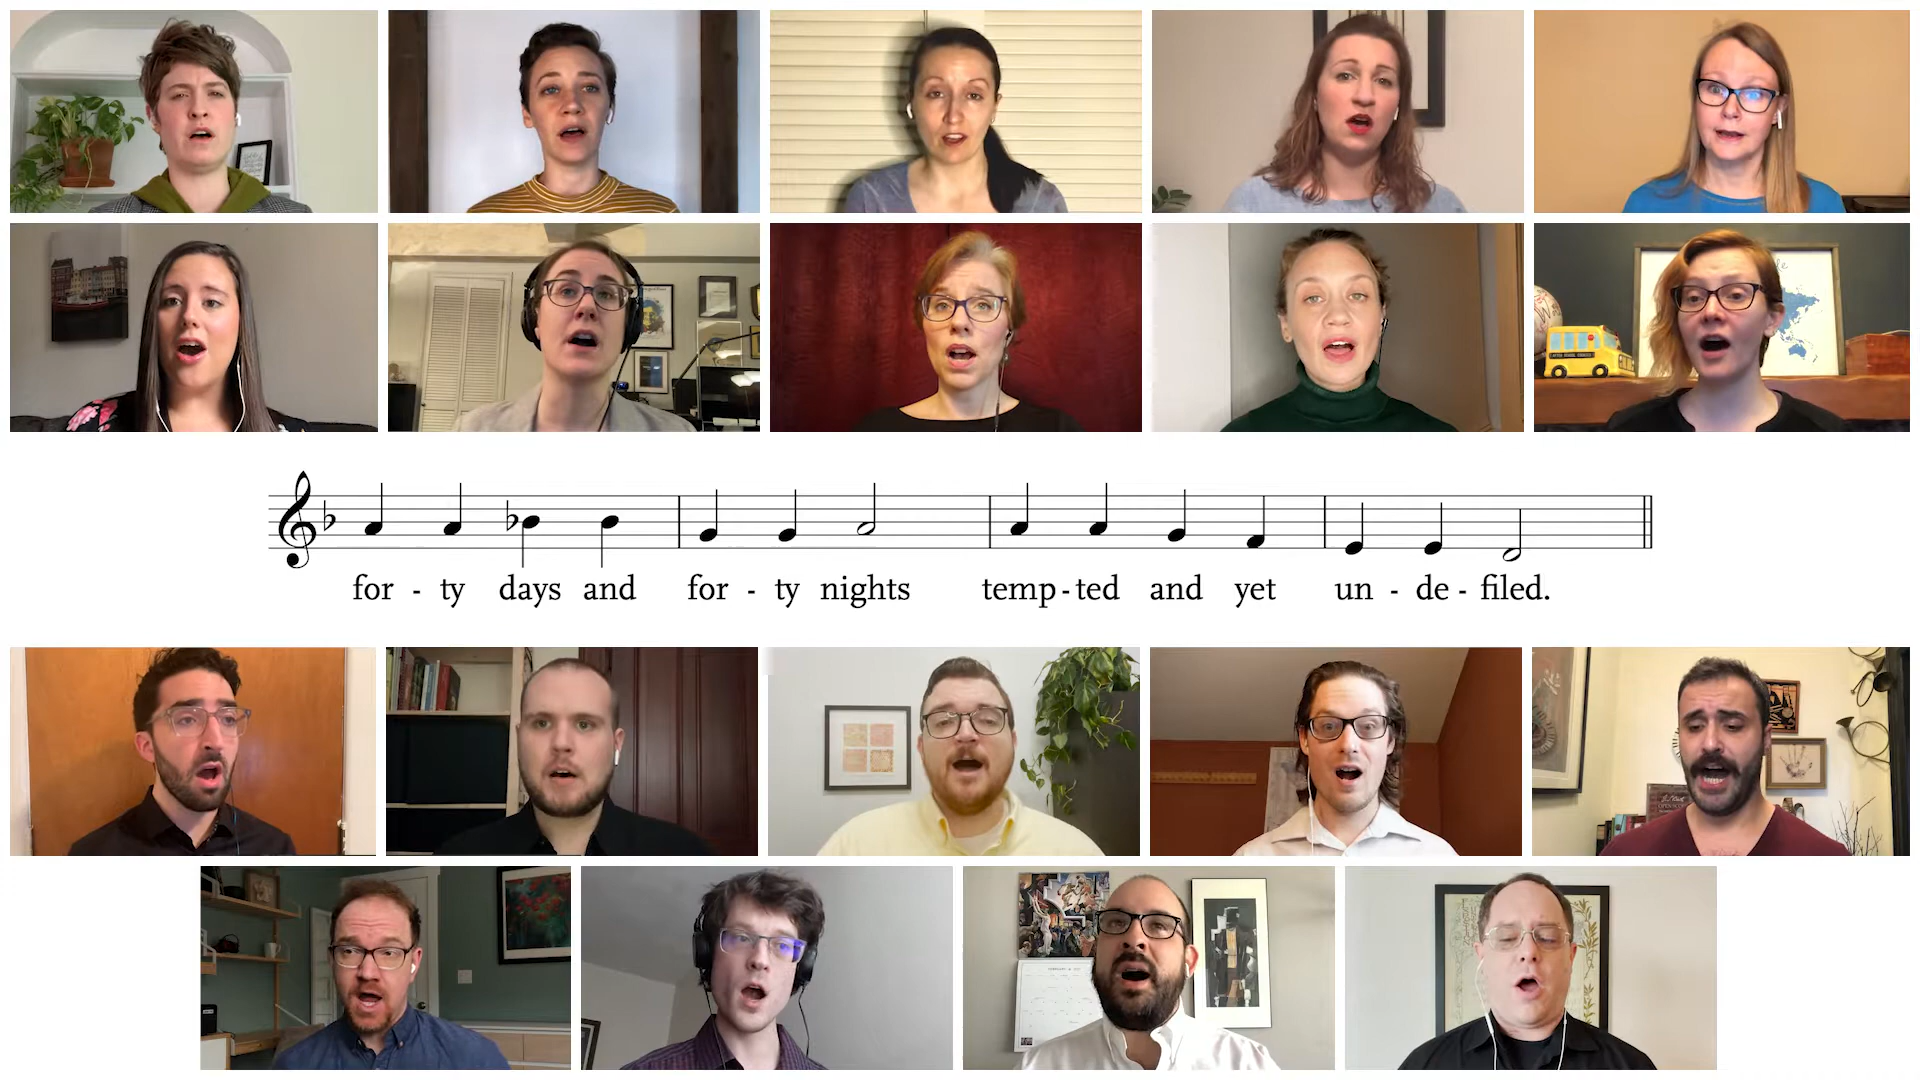 for - ty days and for - ty nights temp - ted and yet un - de - filed.